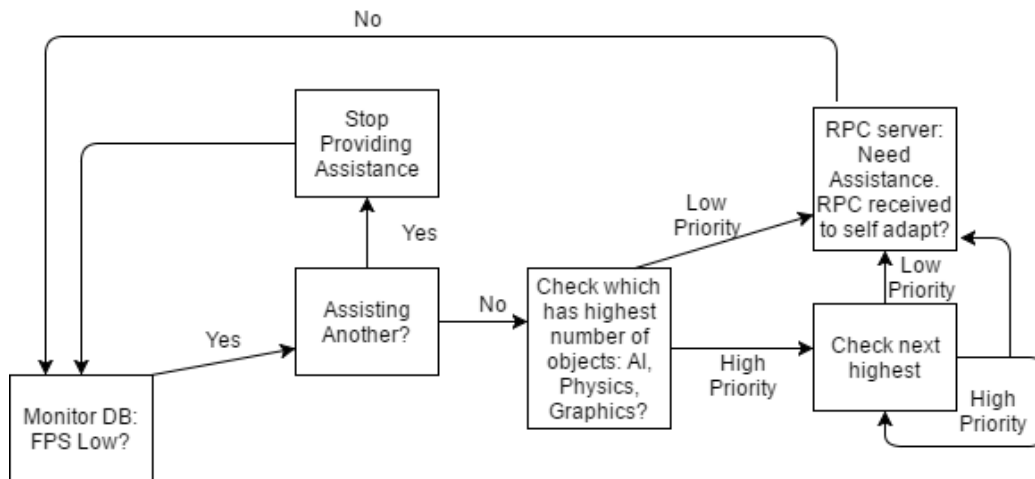 No
Stop
Providing
Assistance
RPC server:
Need
Assistance.
RPC received
to self adapt?
Low
Priority
Yes
Low
Priority
Assisting
Another?
No
Check which
has highest
number of
objects: AI,
Physics,
Graphics?
Yes
Check next
highest
High
Priority
High
Priority
Monitor DB:
FPS Low?